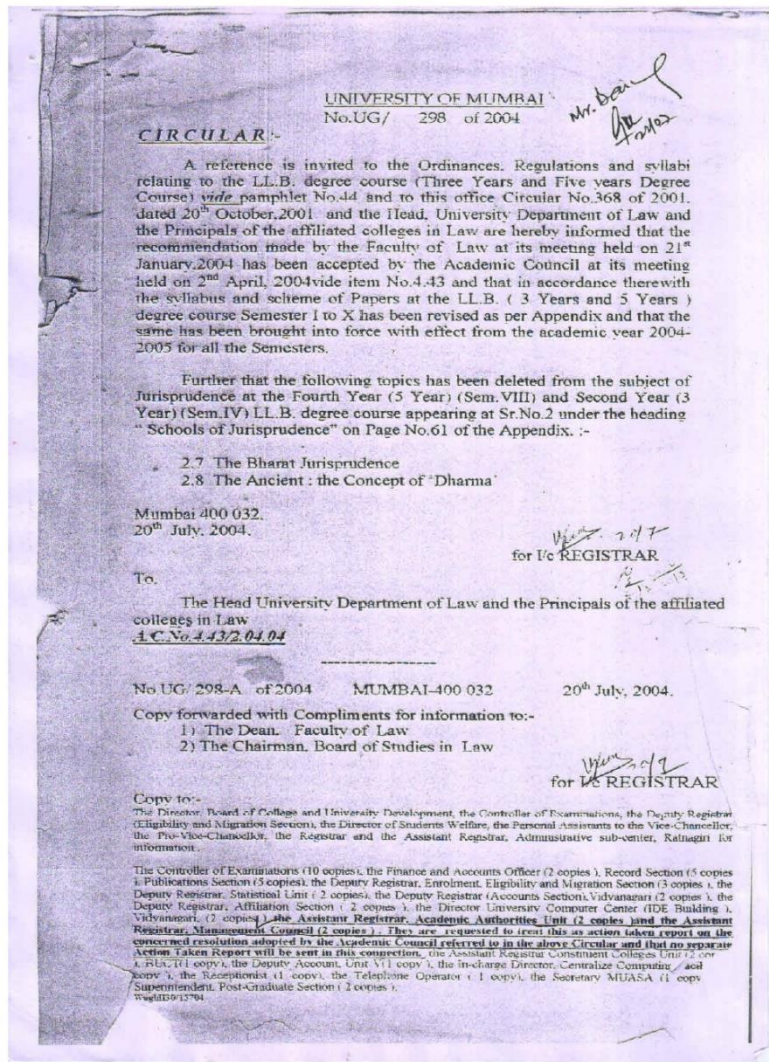 UNIVERSITY OF MUMBAI
No.UG/ 298 of 2004
CIRCULAR:-
A reference is invited to the Ordinances, Regulations and syllabi
relating to the LL.B. degree course (Three Years and Five years Degree
Course) vide pamphlet No.44 and to this office Circular No.368 of 2001,
dated 20th October,2001 and the Head, University Department of Law and
the Principals of the affiliated colleges in Law are hereby informed that the
recommendation made by the Faculty of Law at its meeting held on 21st
January,2004 has been accepted by the Academic Council at its meeting
held on 2nd April, 2004vide item No.4.43 and that in accordance therewith
the syllabus and scheme of Papers at the LL.B. ( 3 Years and 5 Years )
degree course Semester I to X has been revised as per Appendix and that the
same has been brought into force with effect from the academic year 2004-
2005 for all the Semesters.
Further that the following topics has been deleted from the subject of
Jurisprudence at the Fourth Year (5 Year) (Sem.VIII) and Second Year (3
Year) (Sem.IV) LL.B. degree course appearing at Sr.No.2 under the heading
" Schools of Jurisprudence" on Page No.61 of the Appendix. :-
2.7 The Bharat Jurisprudence
2.8 The Ancient : the Concept of 'Dharma'
Mumbai 400 032.
20th July, 2004.
20/7
for I/c REGISTRAR
To,
The Head University Department of Law and the Principals of the affiliated
colleges in Law
A.C.No.4.43/2.04.04
----------------
No.UG/ 298-A of 2004 MUMBAI-400 032 20th July, 2004.
Copy forwarded with Compliments for information to:-
1) The Dean, Faculty of Law
2) The Chairman, Board of Studies in Law
for I/c REGISTRAR
Copy to:-
The Director, Board of College and University Development, the Controller of Examinations, the Deputy Registrar
(Eligibility and Migration Section), the Director of Students Welfare, the Personal Assistants to the Vice-Chancellor,
the Pro-Vice-Chancellor, the Registrar and the Assistant Registrar, Administrative sub-center, Ratnagiri for
information.
The Controller of Examinations (10 copies), the Finance and Accounts Officer (2 copies ), Record Section (5 copies
), Publications Section (5 copies), the Deputy Registrar, Enrolment, Eligibility and Migration Section (3 copies ), the
Deputy Registrar, Statistical Unit ( 2 copies), the Deputy Registrar (Accounts Section),Vidyanagari (2 copies ), the
Deputy Registrar, Affiliation Section ( 2 copies ), the Director University Computer Center (IDE Building ),
Vidyanagari, (2 copies ),the Assistant Registrar, Academic Authorities Unit (2 copies )and the Assistant
Registrar, Management Council (2 copies ) . They are requested to treat this as action taken report on the
concerned resolution adopted by the Academic Council referred to in the above Circular and that no separate
Action Taken Report will be sent in this connection. the Assistant Registrar Constituent Colleges Unit (2
( 1 copy), the Deputy Account, Unit V(1 copy ), the In-charge Director, Centralize Computing
copy ), the Receptionist (1 copy), the Telephone Operator ( 1 copy), the Secretary MUASA (1 copy
Superintendent, Post-Graduate Section ( 2 copies ).